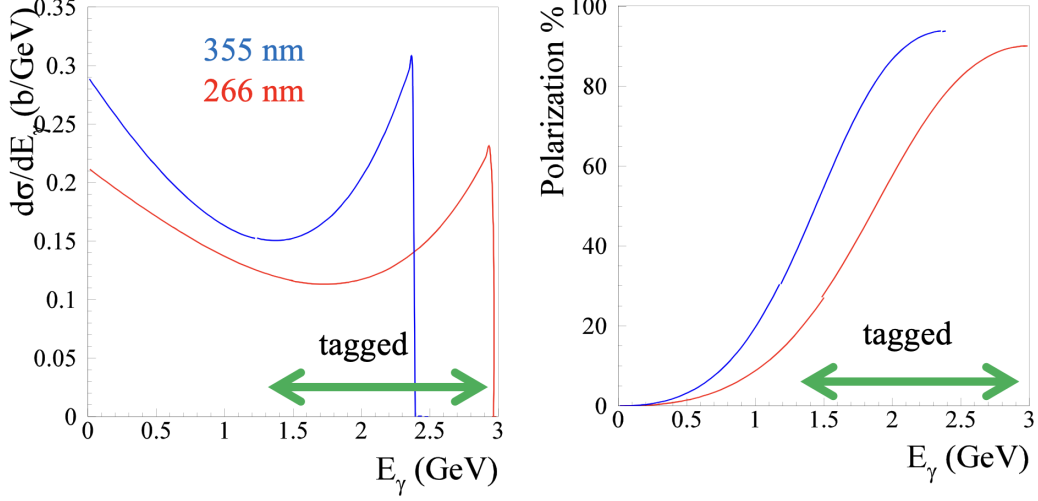 0.35
0.3
0.25
0.2
0.15
0.1
0.05
0
dσ/dEγ (b/GeV)
355 nm
266 nm
tagged
0 0.5 1 1.5 2 2.5 3
Eγ (GeV)
100
80
60
40
20
0
Polarization %
tagged
0 0.5 1 1.5 2 2.5 3
Eγ (GeV)